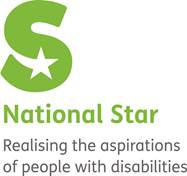 S
National Star
Realising the aspirations
of people with disabilities